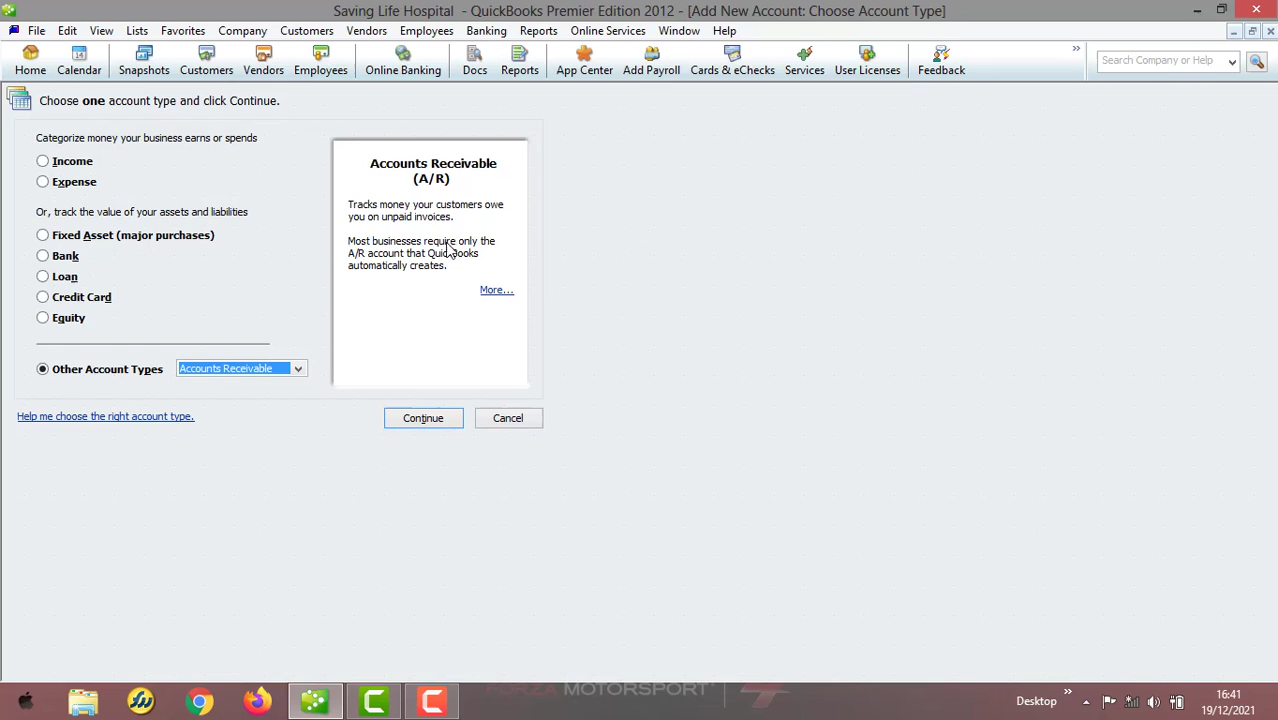 Saving Life Hospital - QuickBooks Premier Edition 2012 - [Add New Account: Choose Account Type]
File Edit View Lists Favorites Company Customers Vendors Employees Banking Reports Online Services Window Help
Home Calendar Snapshots Customers Vendors Employees Online Banking Docs Reports App Center Add Payroll Cards & eChecks Services User Licenses Feedback
Search Company or Help
Choose one account type and click Continue.
Categorize money your business earns or spends
Income
Expense
Or, track the value of your assets and liabilities
Fixed Asset (major purchases)
Bank
Loan
Credit Card
Equity
Other Account Types Accounts Receivable
Accounts Receivable
(A/R)
Tracks money your customers owe
you on unpaid invoices.
Most businesses require only the
A/R account that QuickBooks
automatically creates.
More...
Help me choose the right account type.
Continue Cancel
FORZA MOTORSPORT
Desktop
16:41
19/12/2021